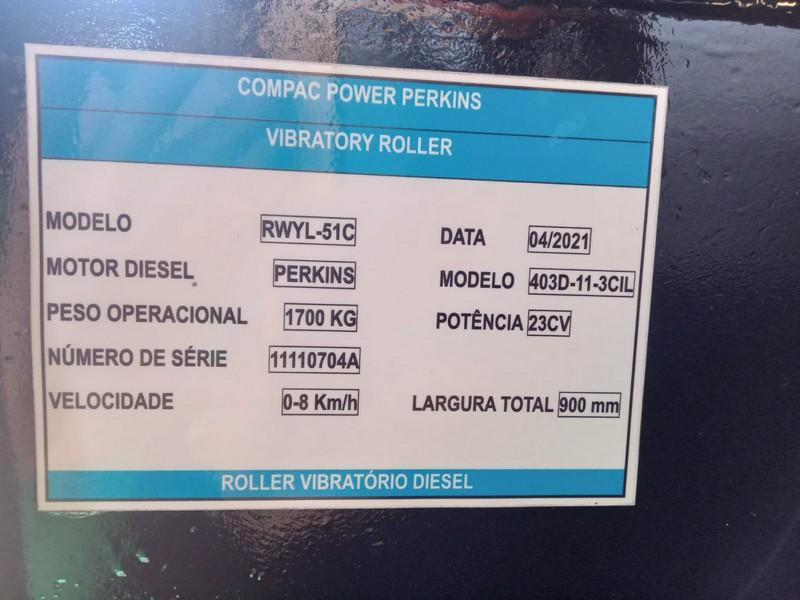 COMPAC POWER PERKINS
VIBRATORY ROLLER
MODELO RWYL-51C DATA 04/2021
MOTOR DIESEL PERKINS MODELO 403D-11-3CIL
PESO OPERACIONAL 1700 KG POTÊNCIA 23CV
NÚMERO DE SÉRIE 11110704A
VELOCIDADE 0-8 Km/h LARGURA TOTAL 900 mm
ROLLER VIBRATÓRIO DIESEL